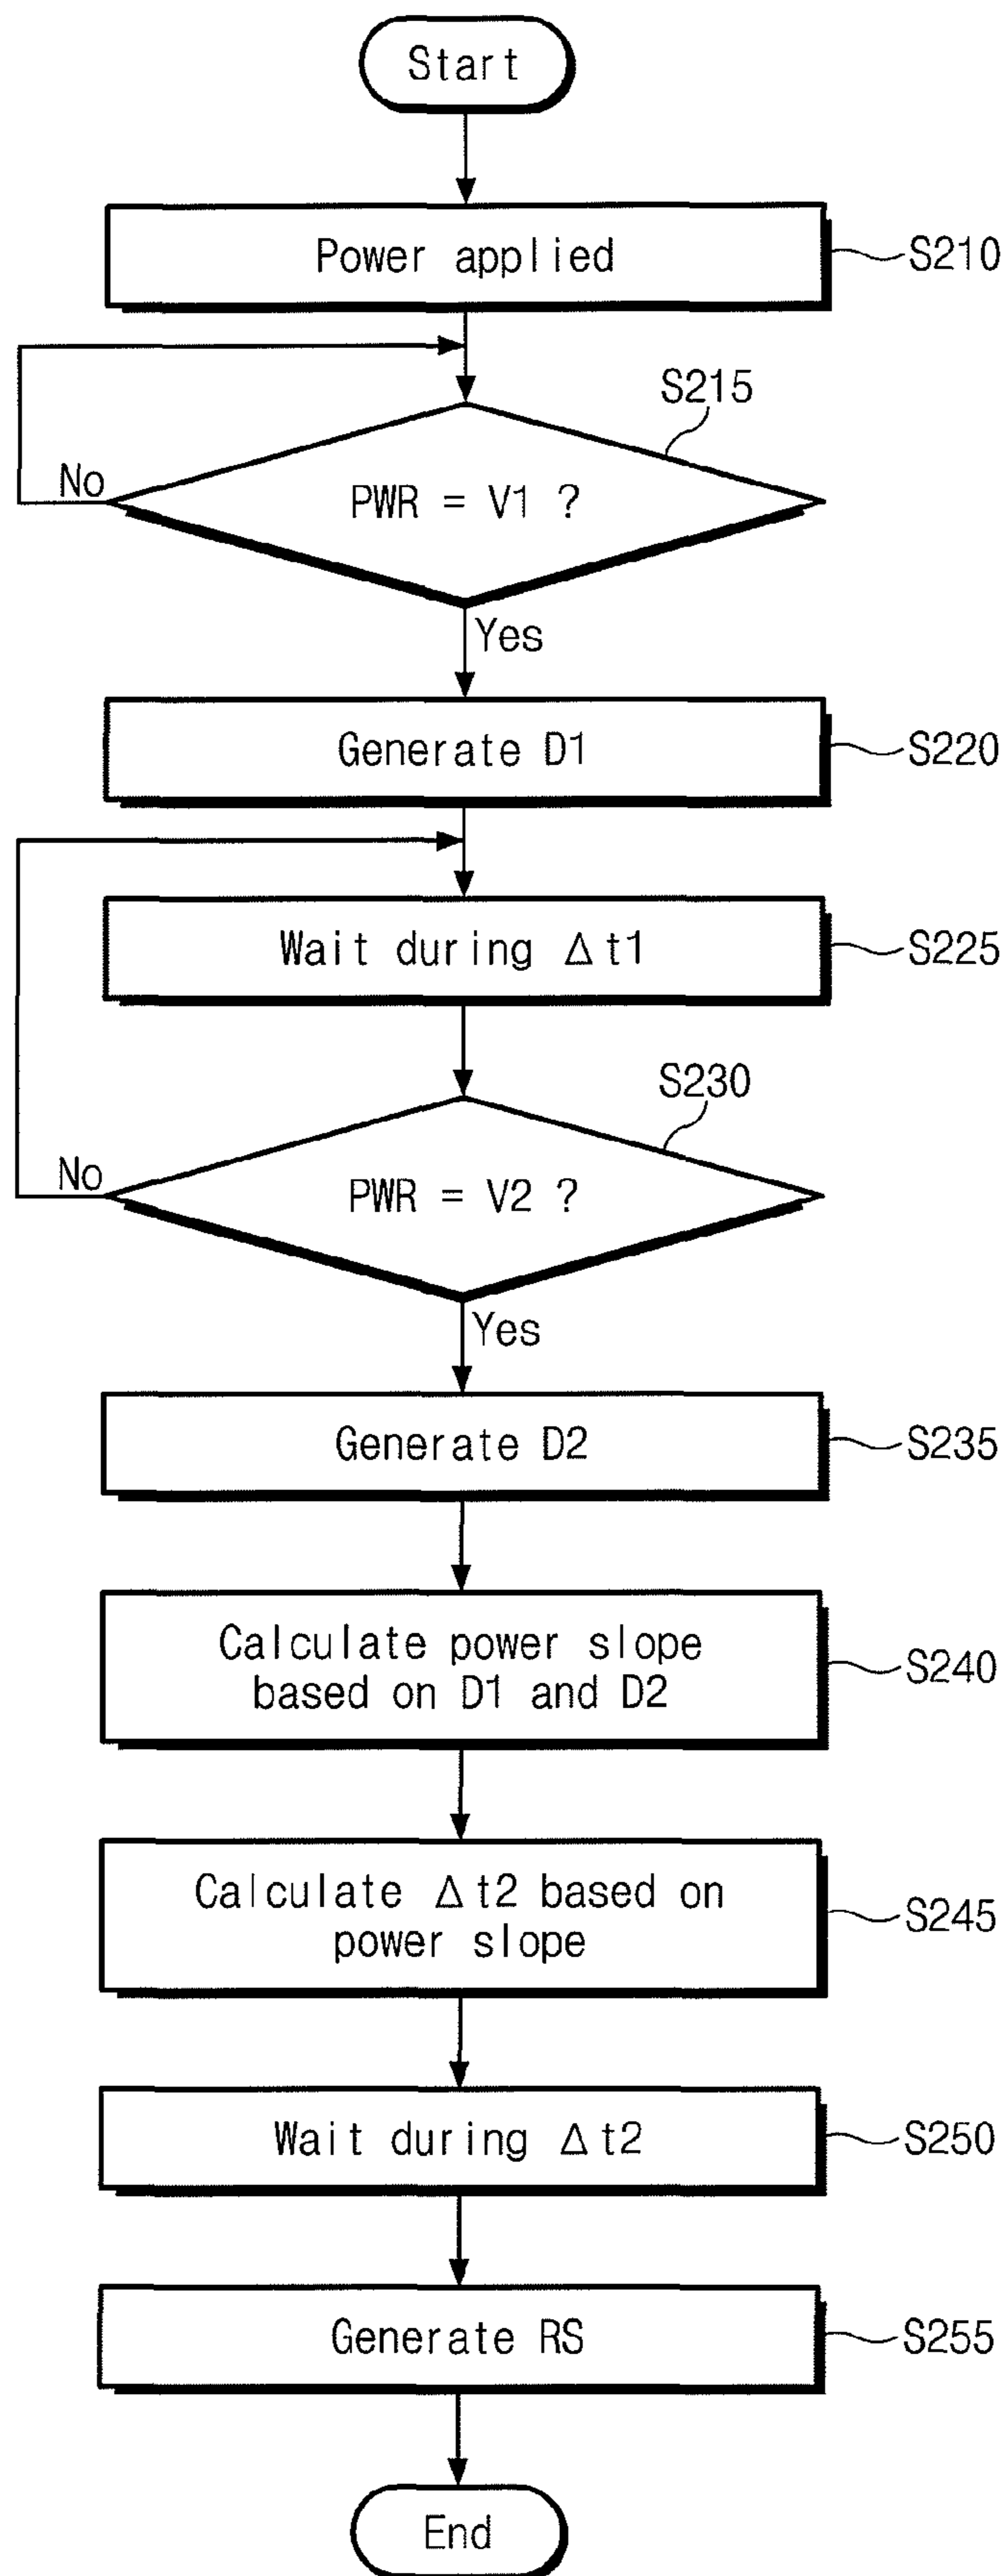 Start
Power applied
S210
S215
No
PWR = V1 ?
Yes
Generate D1
S220
Wait during Δt1
S225
S230
No
PWR = V2 ?
Yes
Generate D2
S235
Calculate power slope
based on D1 and D2
S240
Calculate Δt2 based on
power slope
S245
Wait during Δt2
S250
Generate RS
S255
End